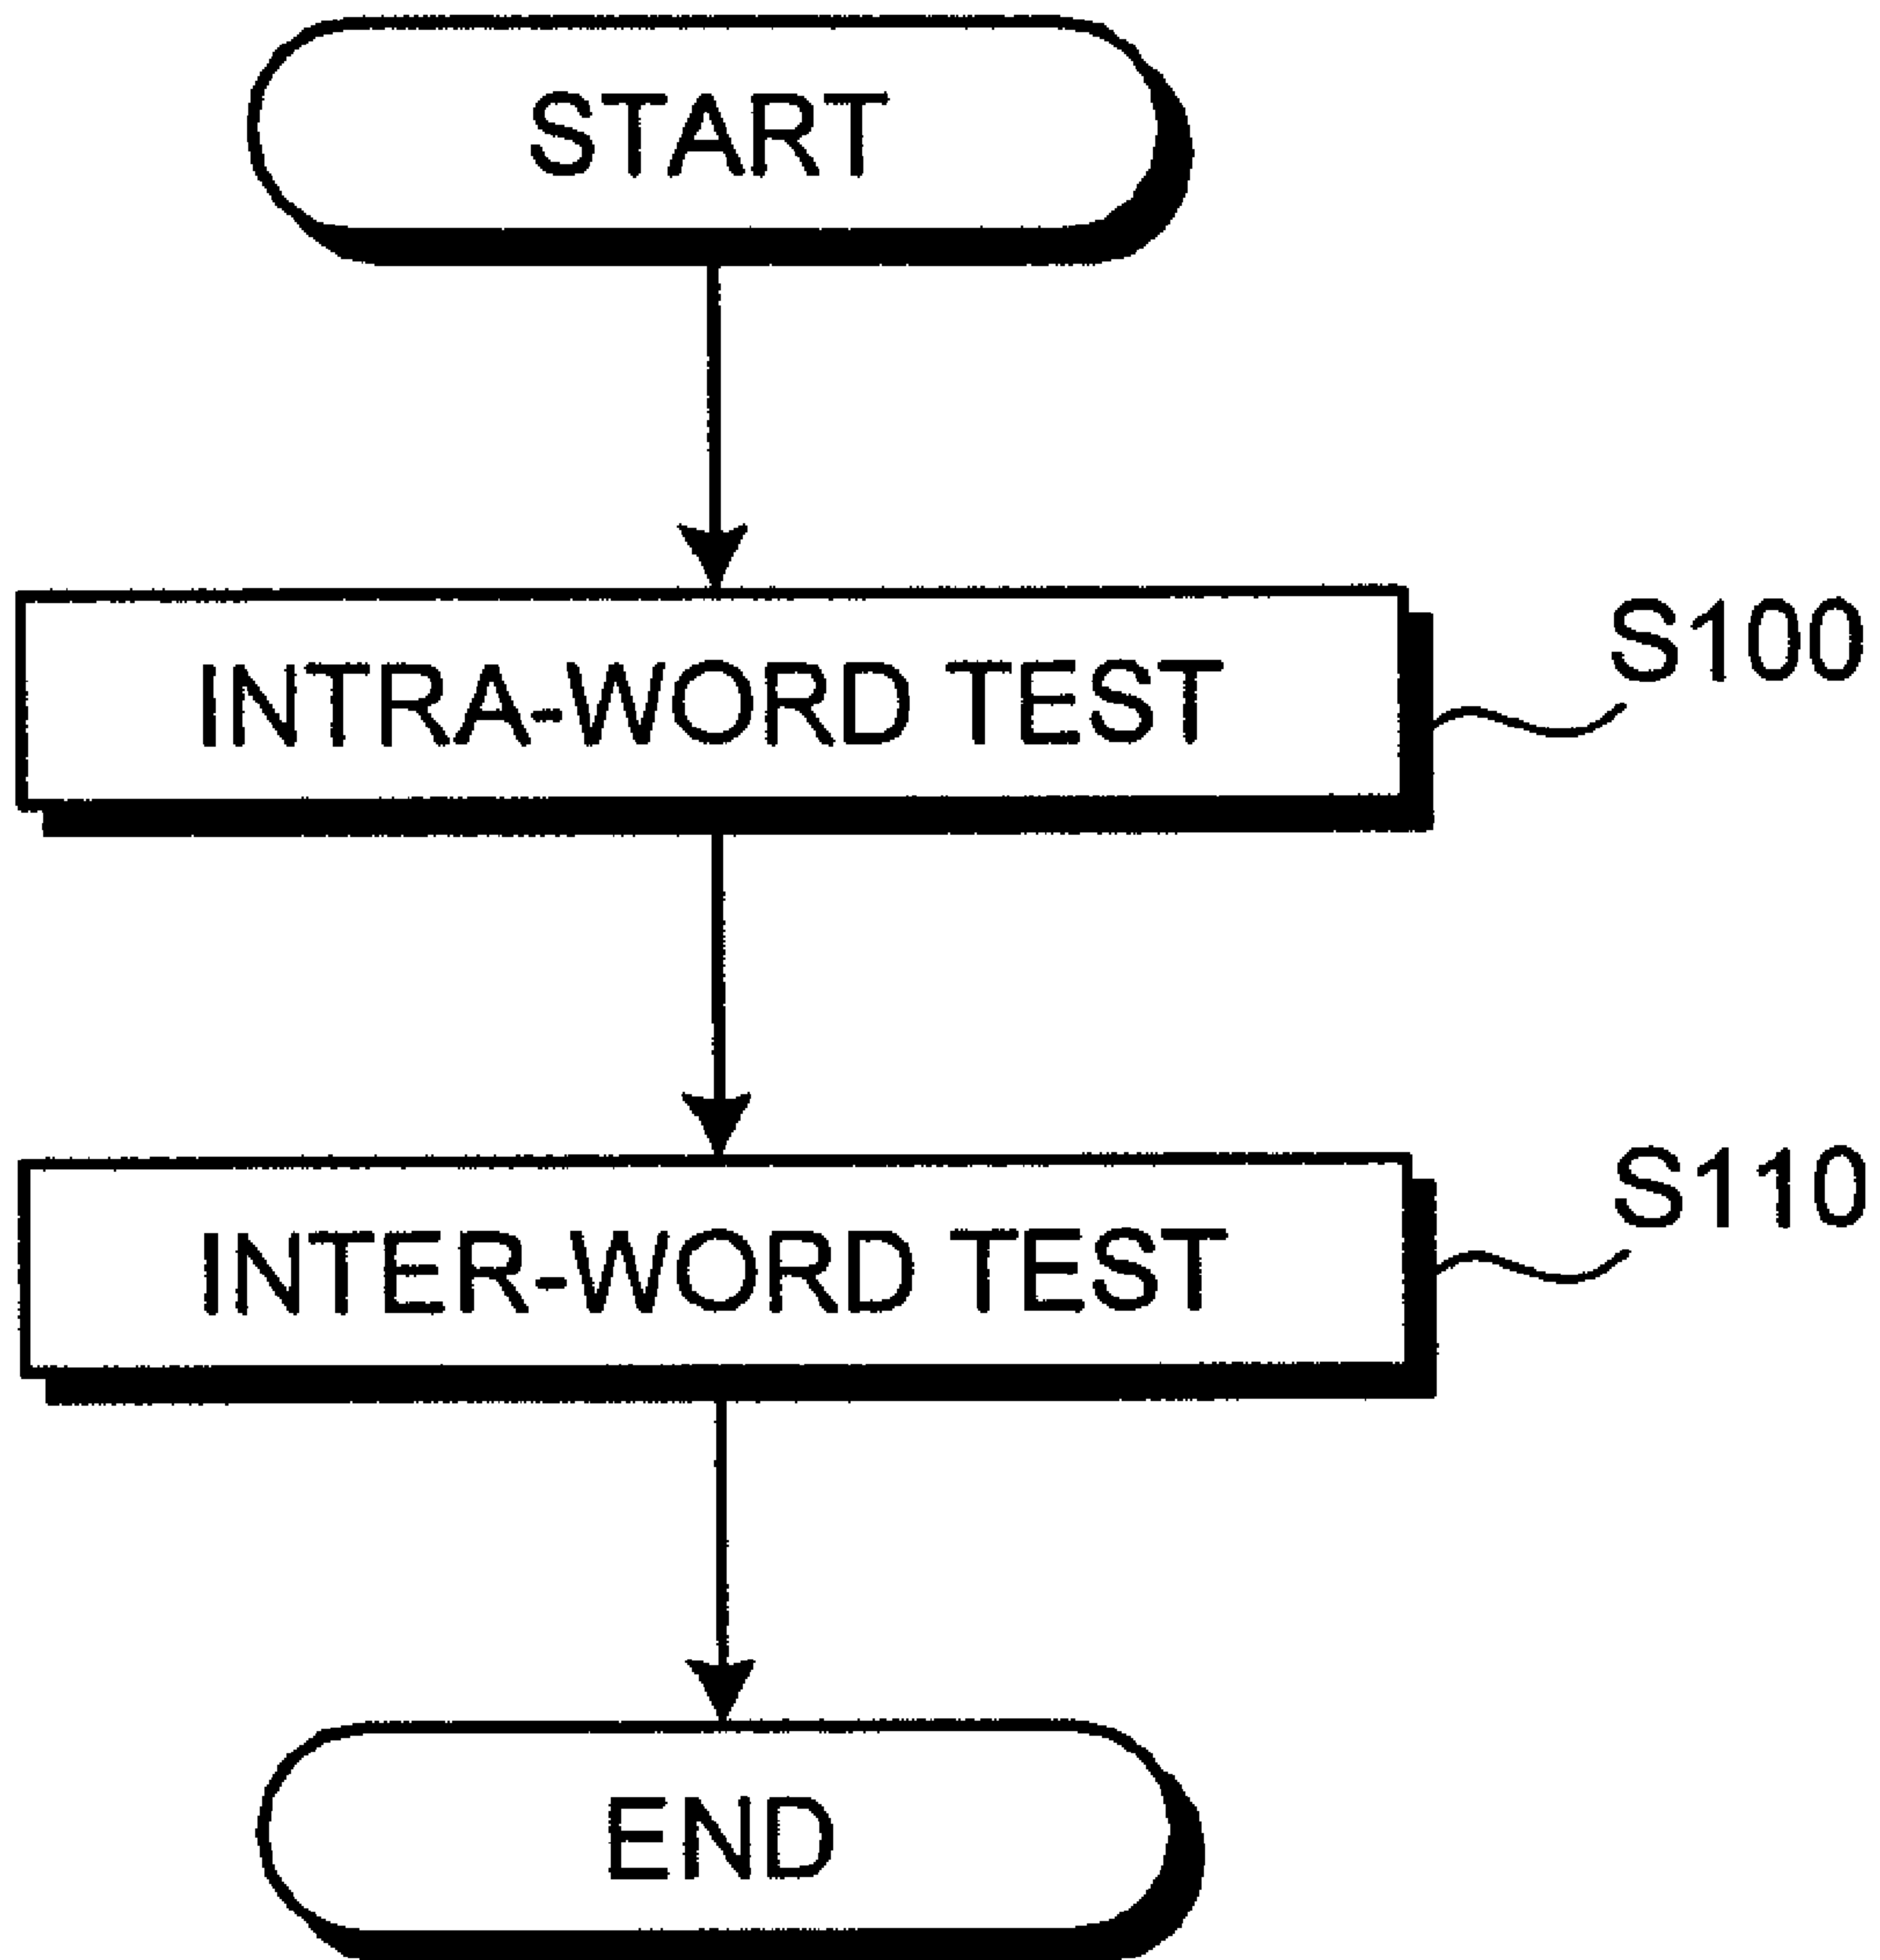 START
INTRA-WORD TEST
S100
INTER-WORD TEST
S110
END